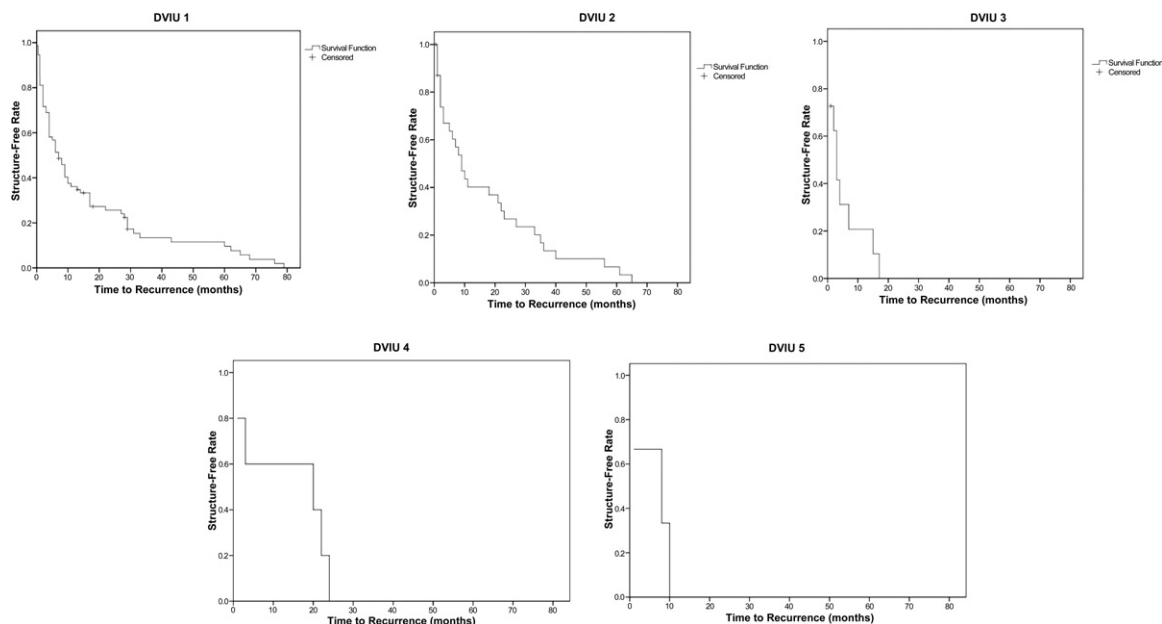 DVIU 1
Survival Function
Censored
Structure-Free Rate
1.0
0.8
0.6
0.4
0.2
0.0
0 10 20 30 40 50 60 70 80
Time to Recurrence (months)
DVIU 2
Survival Function
Censored
Structure-Free Rate
1.0
0.8
0.6
0.4
0.2
0.0
0 10 20 30 40 50 60 70 80
Time to Recurrence (months)
DVIU 3
Survival Function
Censored
Structure-Free Rate
1.0
0.8
0.6
0.4
0.2
0.0
0 10 20 30 40 50 60 70 80
Time to Recurrence (months)
DVIU 4
Structure-Free Rate
1.0
0.8
0.6
0.4
0.2
0.0
0 10 20 30 40 50 60 70 80
Time to Recurrence (months)
DVIU 5
Structure-Free Rate
1.0
0.8
0.6
0.4
0.2
0.0
0 10 20 30 40 50 60 70 80
Time to Recurrence (months)